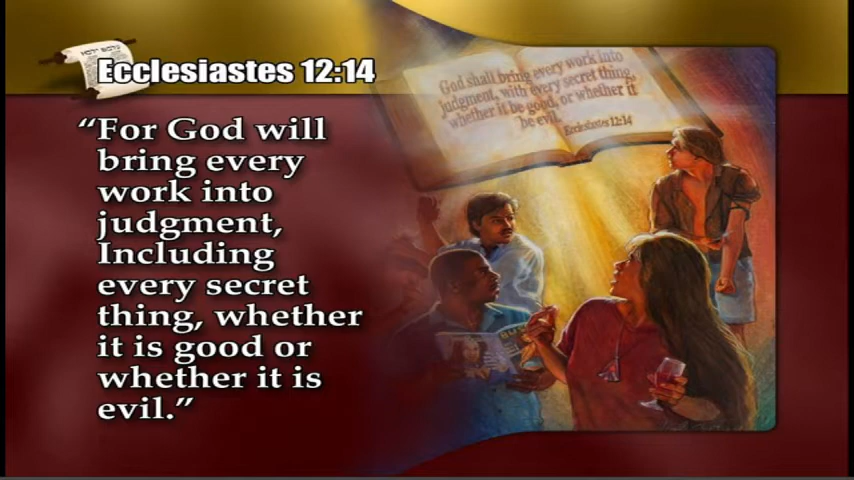 Ecclesiastes 12:14
“For God will
bring every
work into
judgment,
Including
every secret
thing, whether
it is good or
whether it is
evil.”
God shall bring every work into
judgment, with every secret thing,
whether it be good, or whether it
be evil. Ecclesiastes 12:14